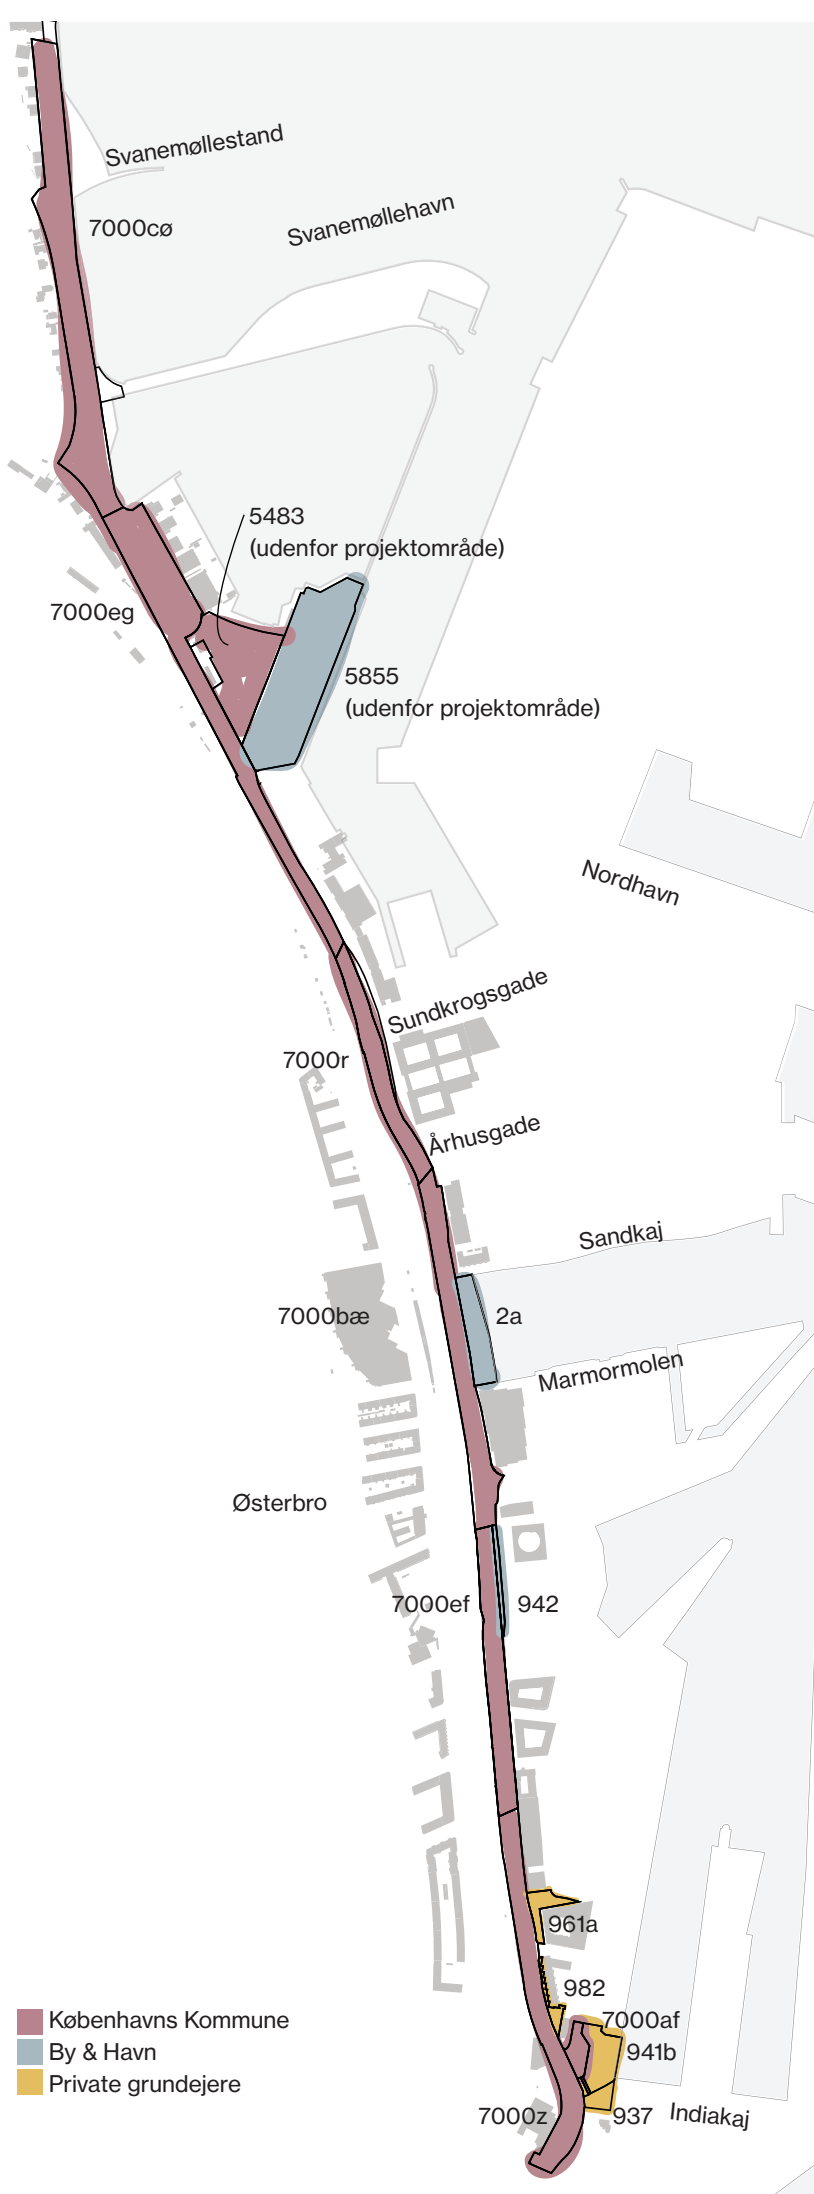 Svanemøllestand
Svanemøllehavn
7000cø
5483
(udenfor projektområde)
7000eg
5855
(udenfor projektområde)
Nordhavn
Sundkrogsgade
7000r
Århusgade
Sandkaj
7000bæ
2a
Marmormolen
Østerbro
7000ef
942
961a
982
7000af
941b
7000z
937
Indiakaj
Københavns Kommune
By & Havn
Private grundejere